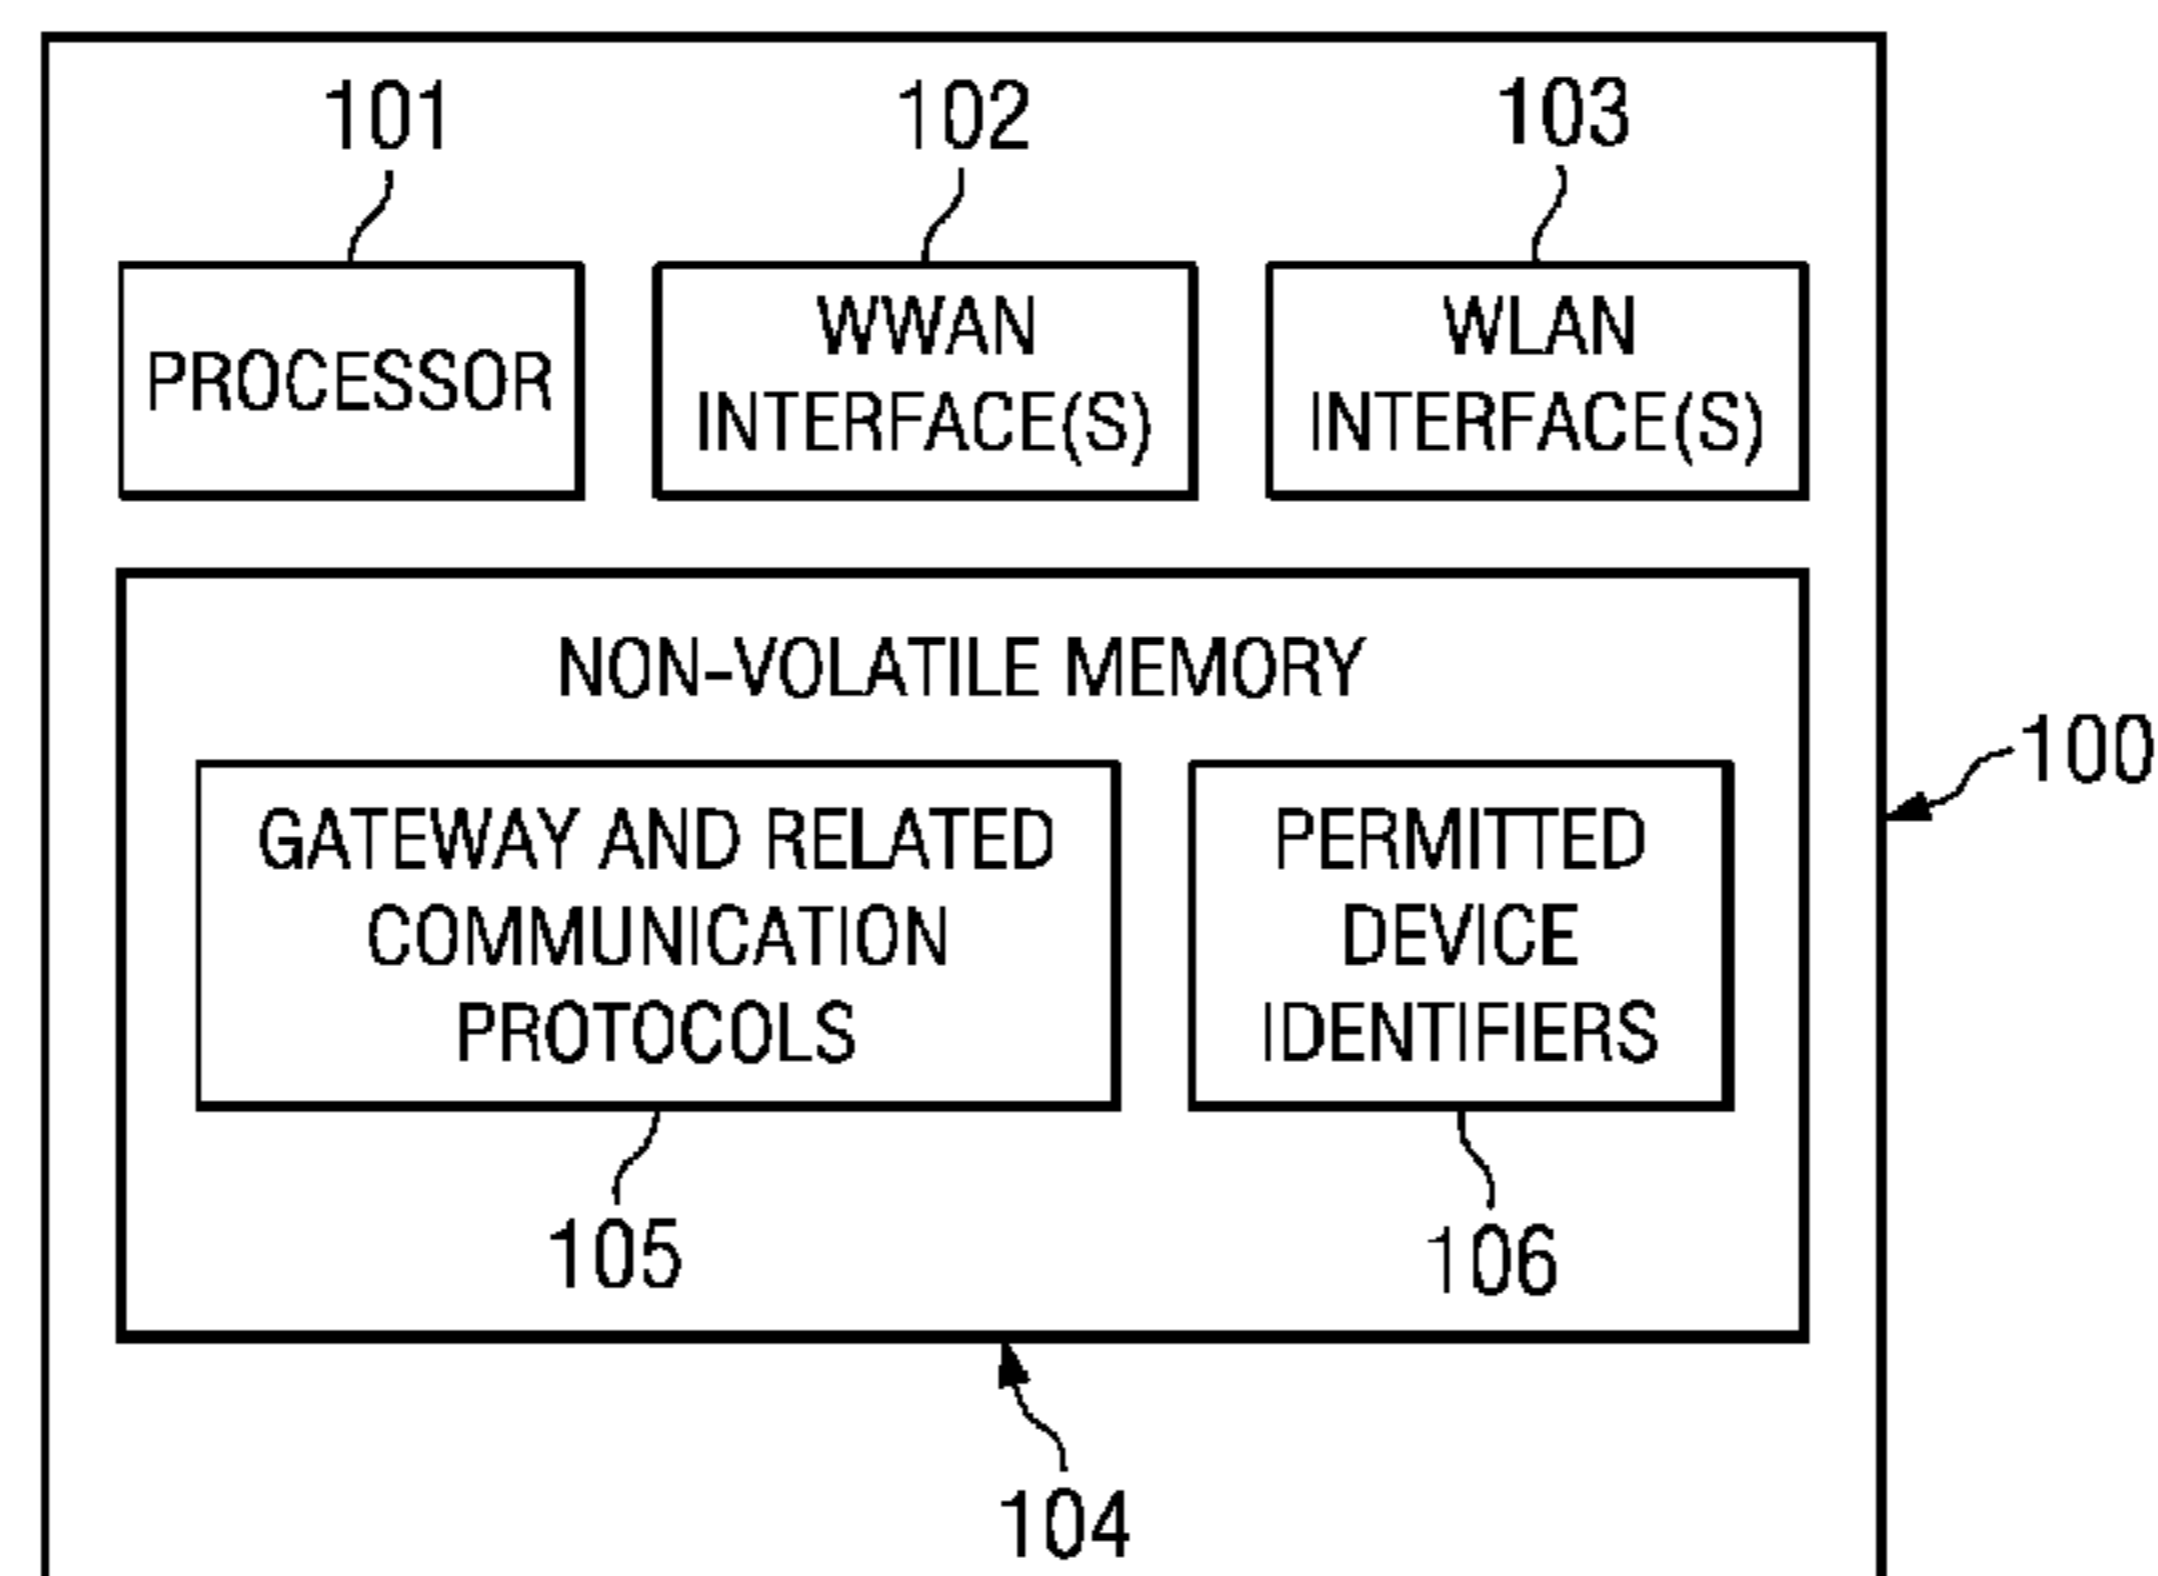 101
102
103
PROCESSOR
WWAN
INTERFACE(S)
WLAN
INTERFACE(S)
NON-VOLATILE MEMORY
100
GATEWAY AND RELATED
COMMUNICATION
PROTOCOLS
PERMITTED
DEVICE
IDENTIFIERS
105
106
104